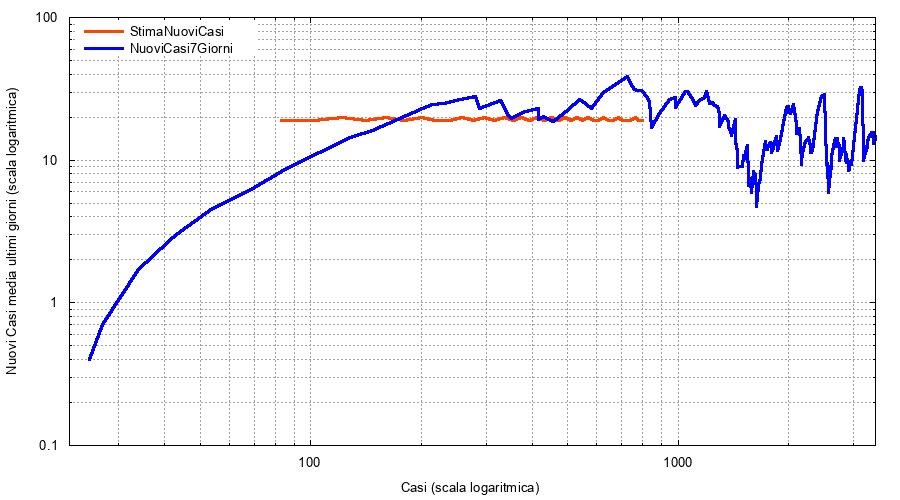 100
StimaNuoviCasi
NuoviCasi7Giorni
10
1
0.1
Nuovi Casi media ultimi giorni (scala logaritmica)
100
1000
Casi (scala logaritmica)